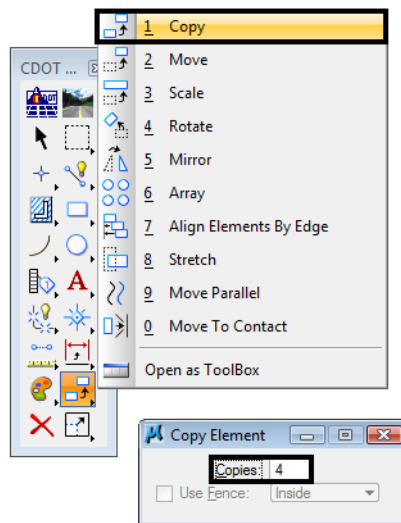 1 Copy
CDOT ...
2 Move
3 Scale
4 Rotate
5 Mirror
6 Array
7 Align Elements By Edge
8 Stretch
9 Move Parallel
0 Move To Contact
Open as ToolBox
A
Copy Element
Copies: 4
Use Fence: Inside